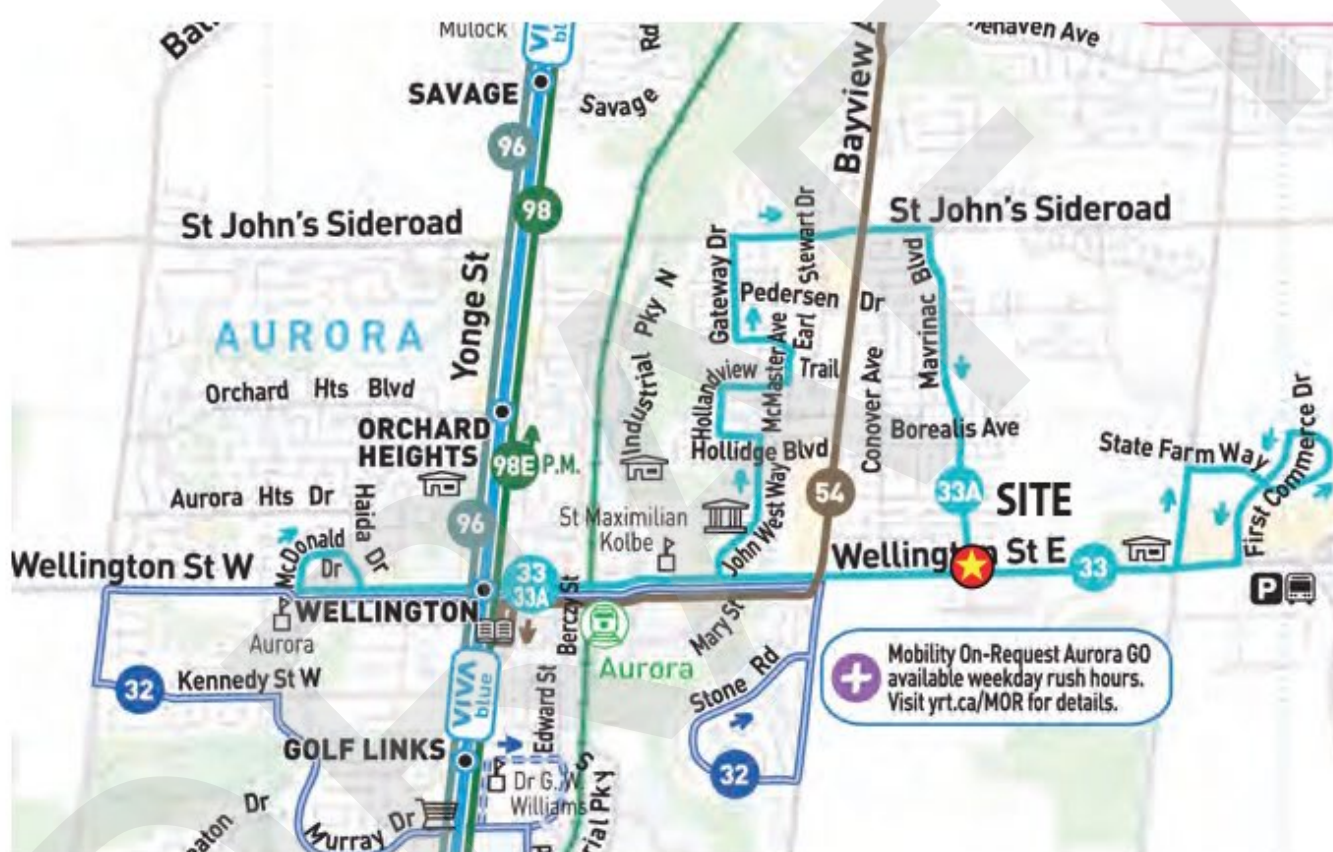 Mulock
VIVA
blue
Rd
Bayview A
SAVAGE
Savage
96
98
St John's Sideroad
St John's Sideroad
Yonge St
AURORA
Industrial Pky N
Gateway Dr
Stewart Dr
Earl
Pedersen Dr
McMaster Ave
Hollandview Trail
Mavrinac Blvd
Conover Ave
Orchard Hts Blvd
ORCHARD
HEIGHTS
98E P.M.
Hollidge Blvd
Borealis Ave
State Farm Way
First Commerce Dr
Aurora Hts Dr
Haida Dr
96
St Maximilian
Kolbe
John West Way
54
33A
SITE
Wellington St W
McDonald
Dr
33
33A
Wellington St E
33
P
WELLINGTON
Berczy St
Mary St
Aurora
Aurora
32
Kennedy St W
Stone Rd
Mobility On-Request Aurora GO
available weekday rush hours.
Visit yrt.ca/MOR for details.
VIVA
blue
Edward St
GOLF LINKS
32
Dr G. W.
Williams
Murray Dr
Dr